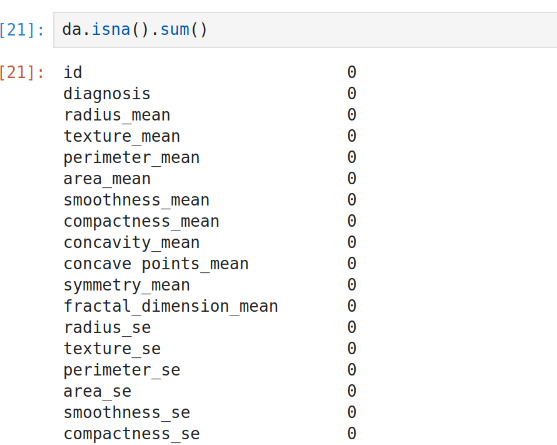 [21]: da.isna().sum()
[21]: id 0
diagnosis 0
radius_mean 0
texture_mean 0
perimeter_mean 0
area_mean 0
smoothness_mean 0
compactness_mean 0
concavity_mean 0
concave points_mean 0
symmetry_mean 0
fractal_dimension_mean 0
radius_se 0
texture_se 0
perimeter_se 0
area_se 0
smoothness_se 0
compactness_se 0